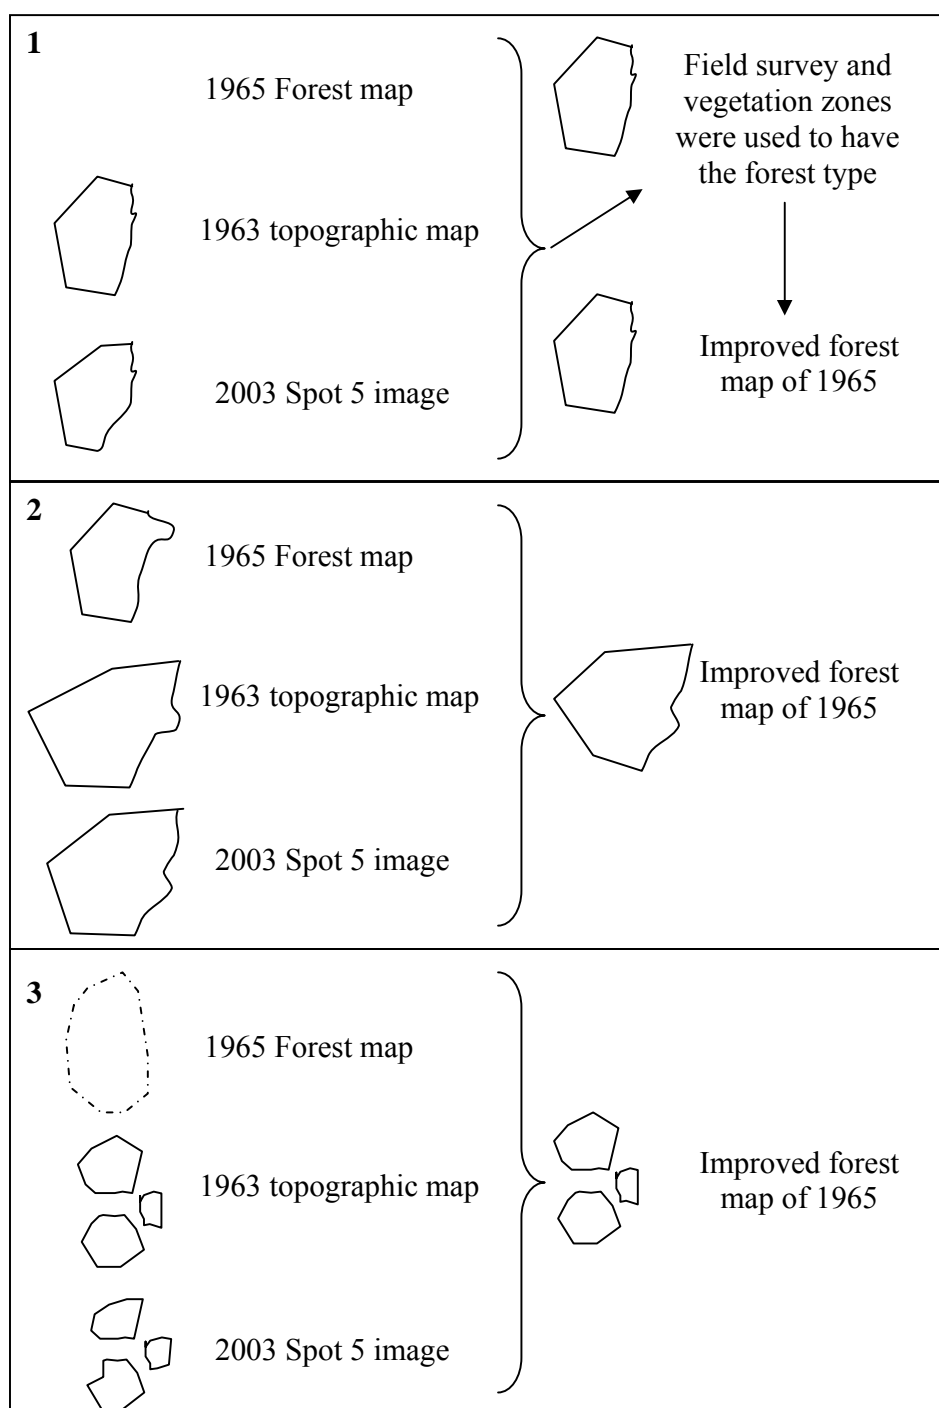 1
1965 Forest map
1963 topographic map
2003 Spot 5 image
Field survey and
vegetation zones
were used to have
the forest type
Improved forest
map of 1965
2
1965 Forest map
1963 topographic map
2003 Spot 5 image
Improved forest
map of 1965
3
1965 Forest map
1963 topographic map
2003 Spot 5 image
Improved forest
map of 1965